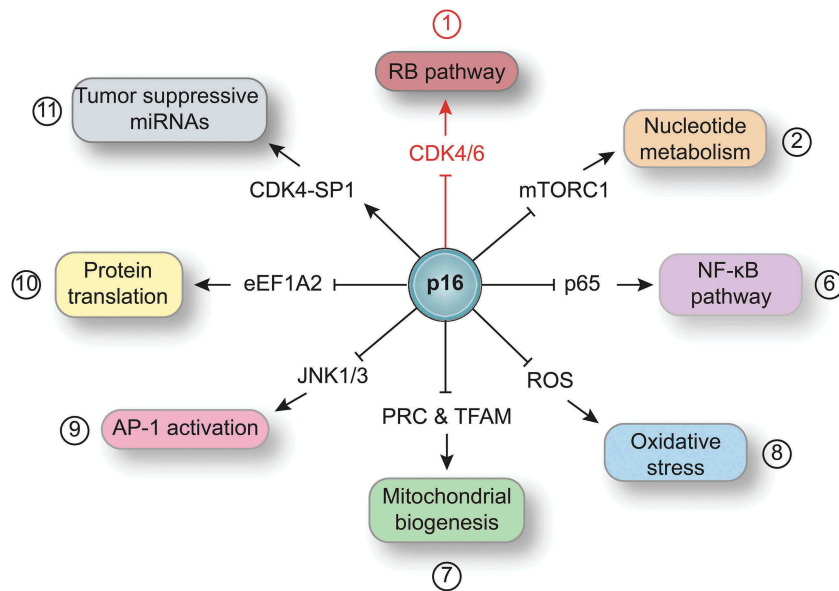 1
RB pathway
CDK4/6
11
Tumor suppressive
miRNAs
CDK4-SP1
Nucleotide
metabolism
2
mTORC1
10
Protein
translation
eEF1A2
p16
p65
NF-κB
pathway
6
JNK1/3
ROS
9
AP-1 activation
PRC & TFAM
Oxidative
stress
8
Mitochondrial
biogenesis
7